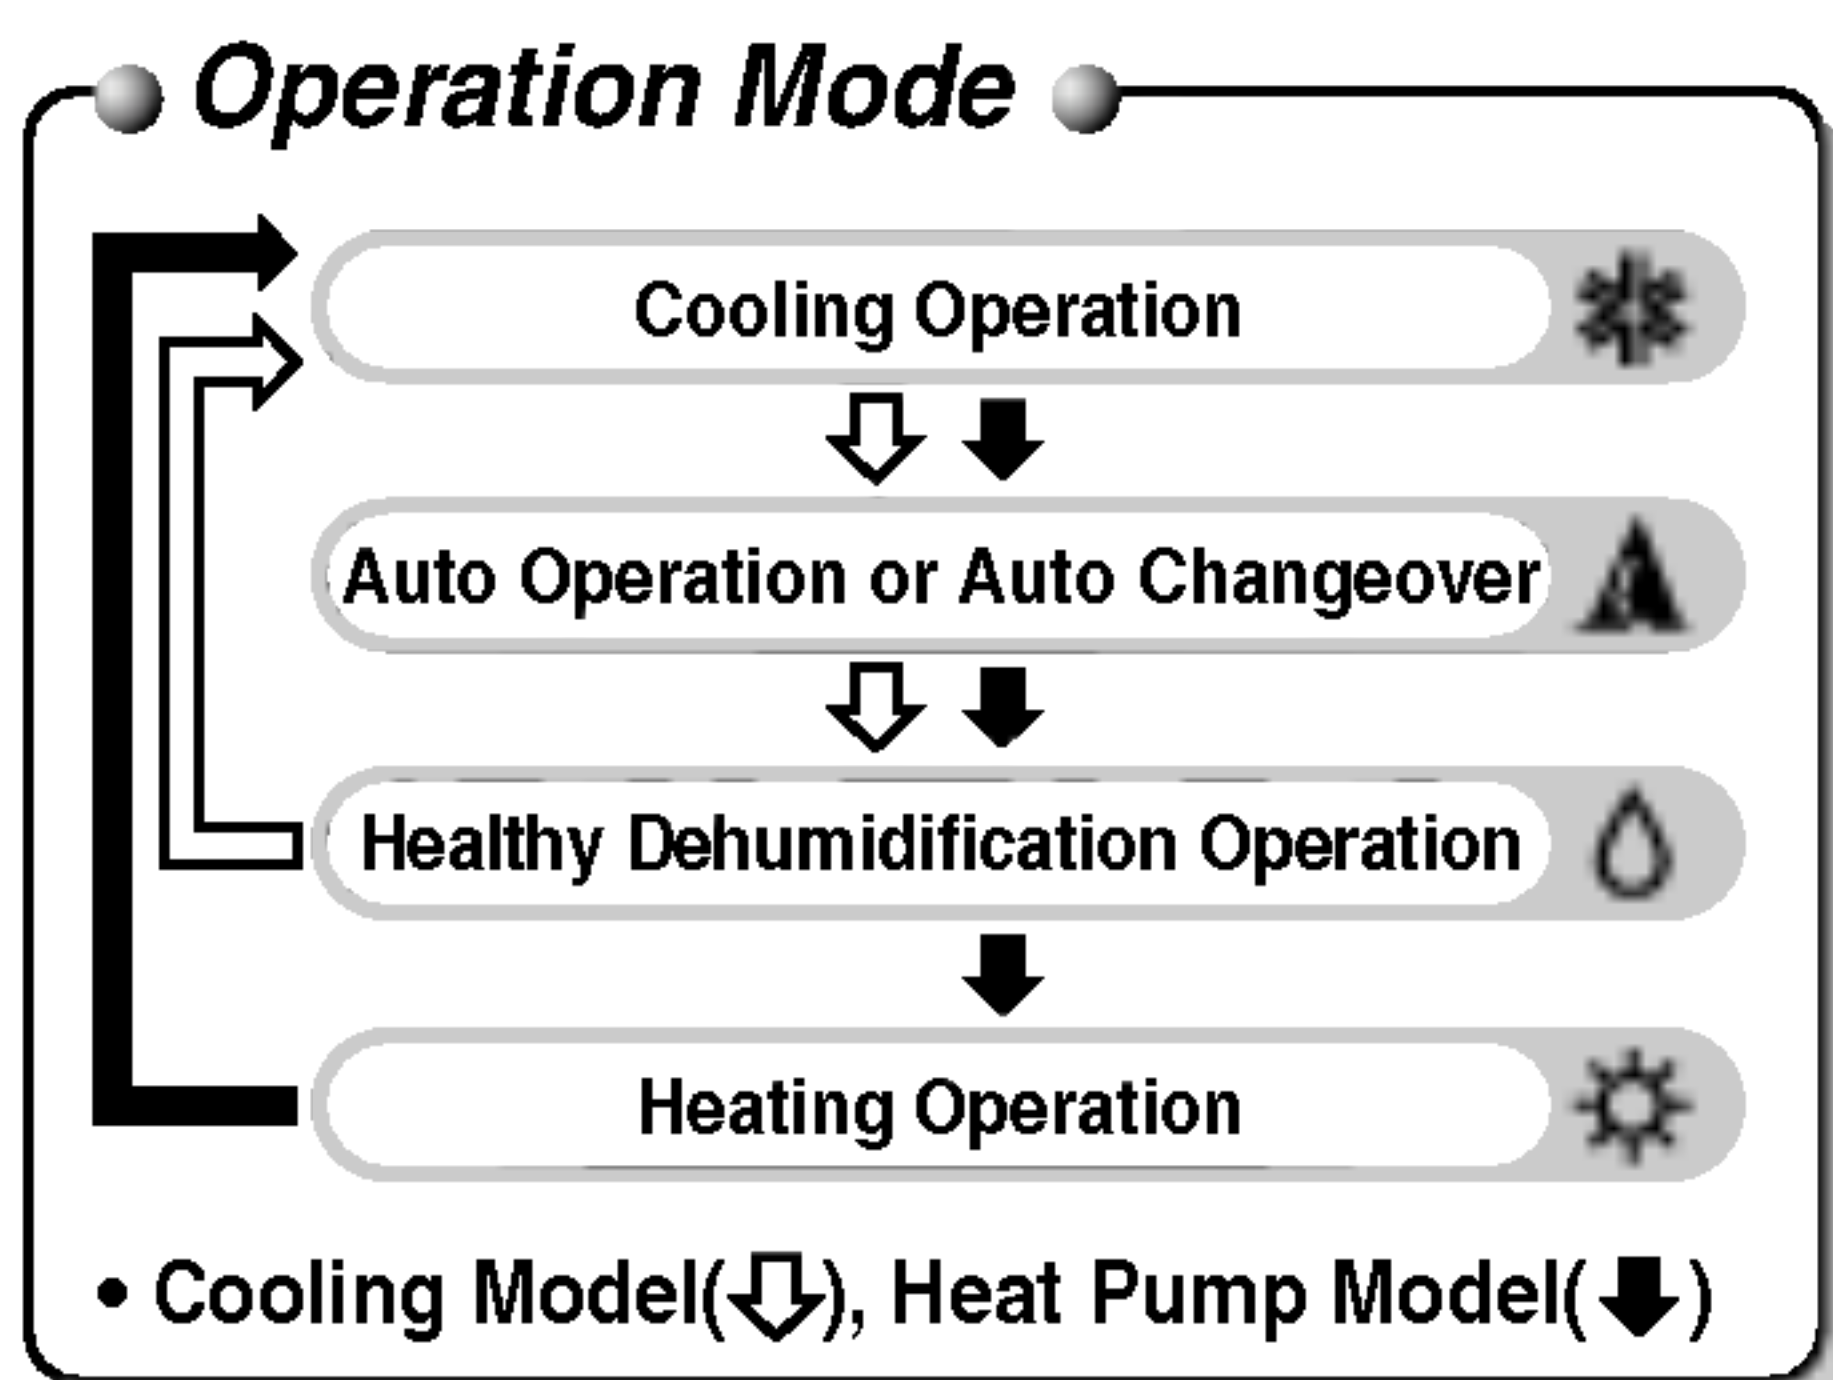 Operation Mode
Cooling Operation
Auto Operation or Auto Changeover
Healthy Dehumidification Operation
Heating Operation
• Cooling Model( ), Heat Pump Model( )